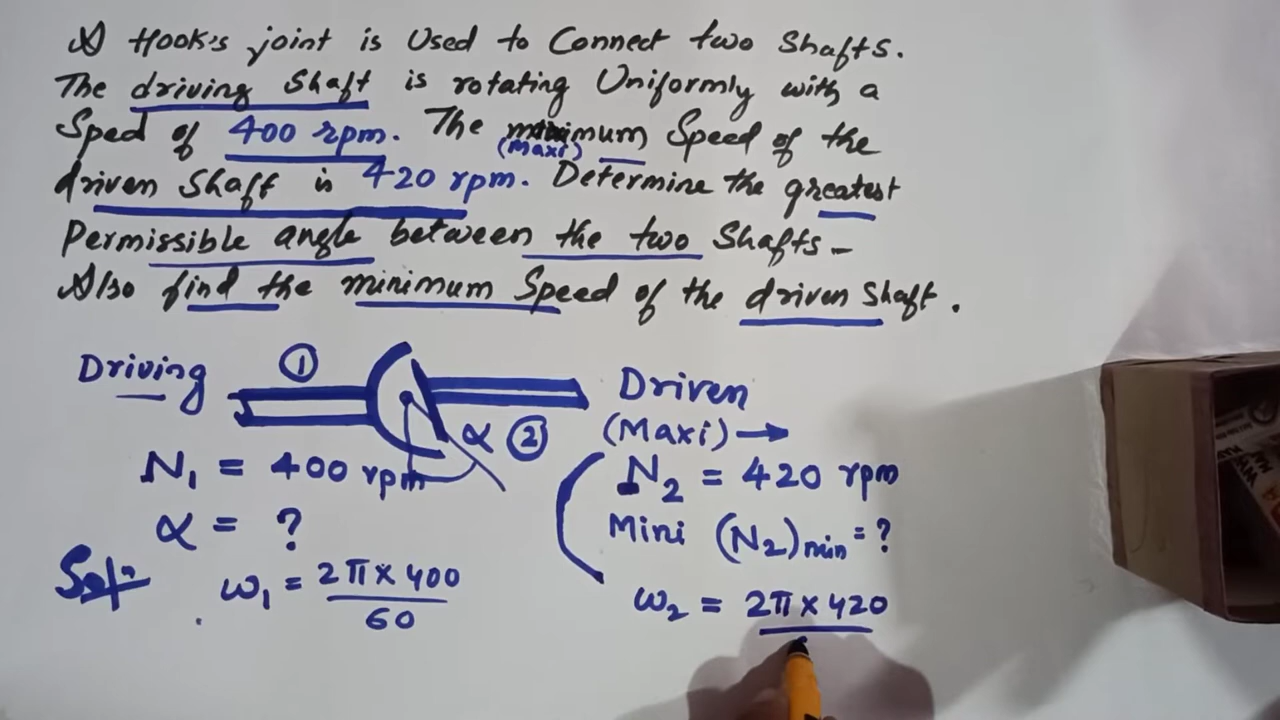 A Hook's joint is Used to Connect two Shafts.
The driving Shaft is rotating Uniformly with a
Speed of 400 rpm. The minimum Speed of the
(Maxi)
driven Shaft is 420 rpm. Determine the greatest
Permissible angle between the two Shafts -
Also find the minimum Speed of the driven Shaft.
Driving ① Driven
α ② (Maxi) →
N₁ = 400 rpm N₂ = 420 rpm
α = ? Mini (N₂)min = ?
Soln ω₁ = 2π × 400 / 60 ω₂ = 2π × 420